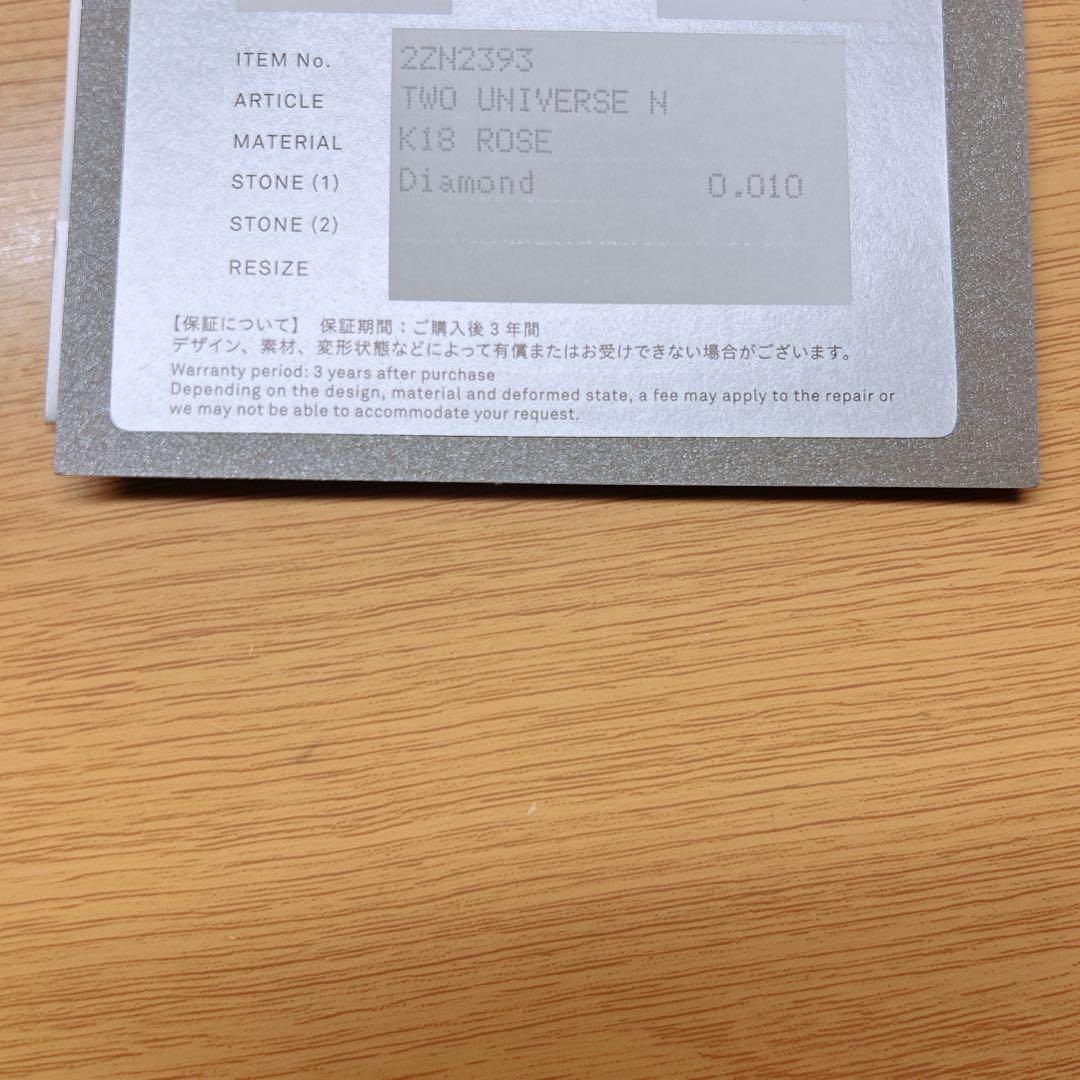 ITEM No. 2ZN2393
ARTICLE TWO UNIVERSE N
MATERIAL K18 ROSE
STONE (1) Diamond 0.010
STONE (2)
RESIZE
【保証について】 保証期間：ご購入後3年間
デザイン、素材、変形状態などによって有償またはお受けできない場合がございます。
Warranty period: 3 years after purchase
Depending on the design, material and deformed state, a fee may apply to the repair or
we may not be able to accommodate your request.